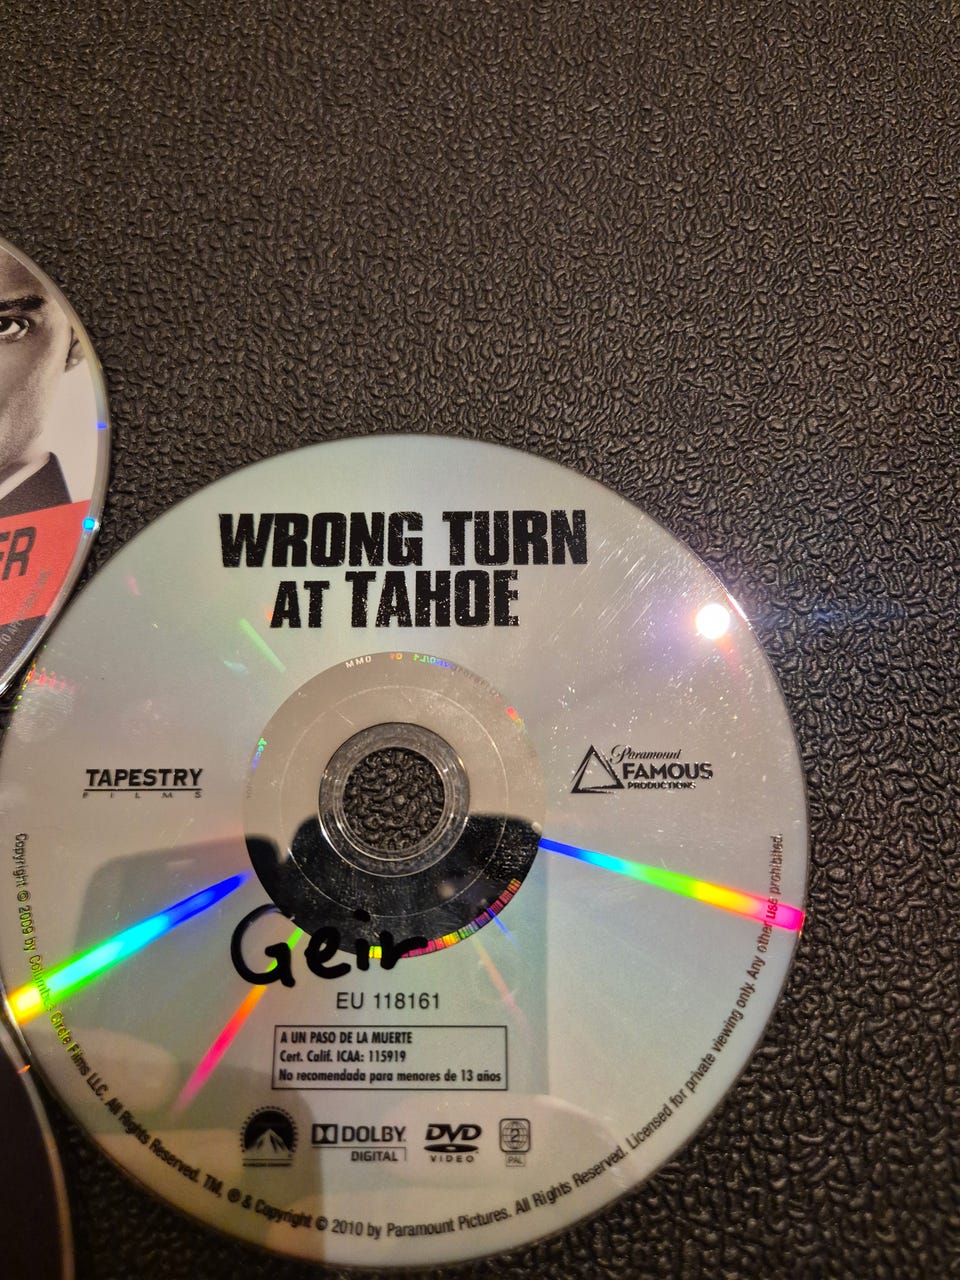 WRONG TURN
AT TAHOE
TAPESTRY
FILMS
Paramount
FAMOUS
PRODUCTIONS
Geir
EU 118161
A UN PASO DE LA MUERTE
Cert. Calif. ICAA: 115919
No recomendada para menores de 13 años
DOLBY
DIGITAL
DVD
VIDEO
2
PAL
Copyright © 2009 by Columbus Circle Films LLC. All Rights Reserved. TM, ® & Copyright © 2010 by Paramount Pictures. All Rights Reserved. Licensed for private viewing only. Any other use prohibited.
ER